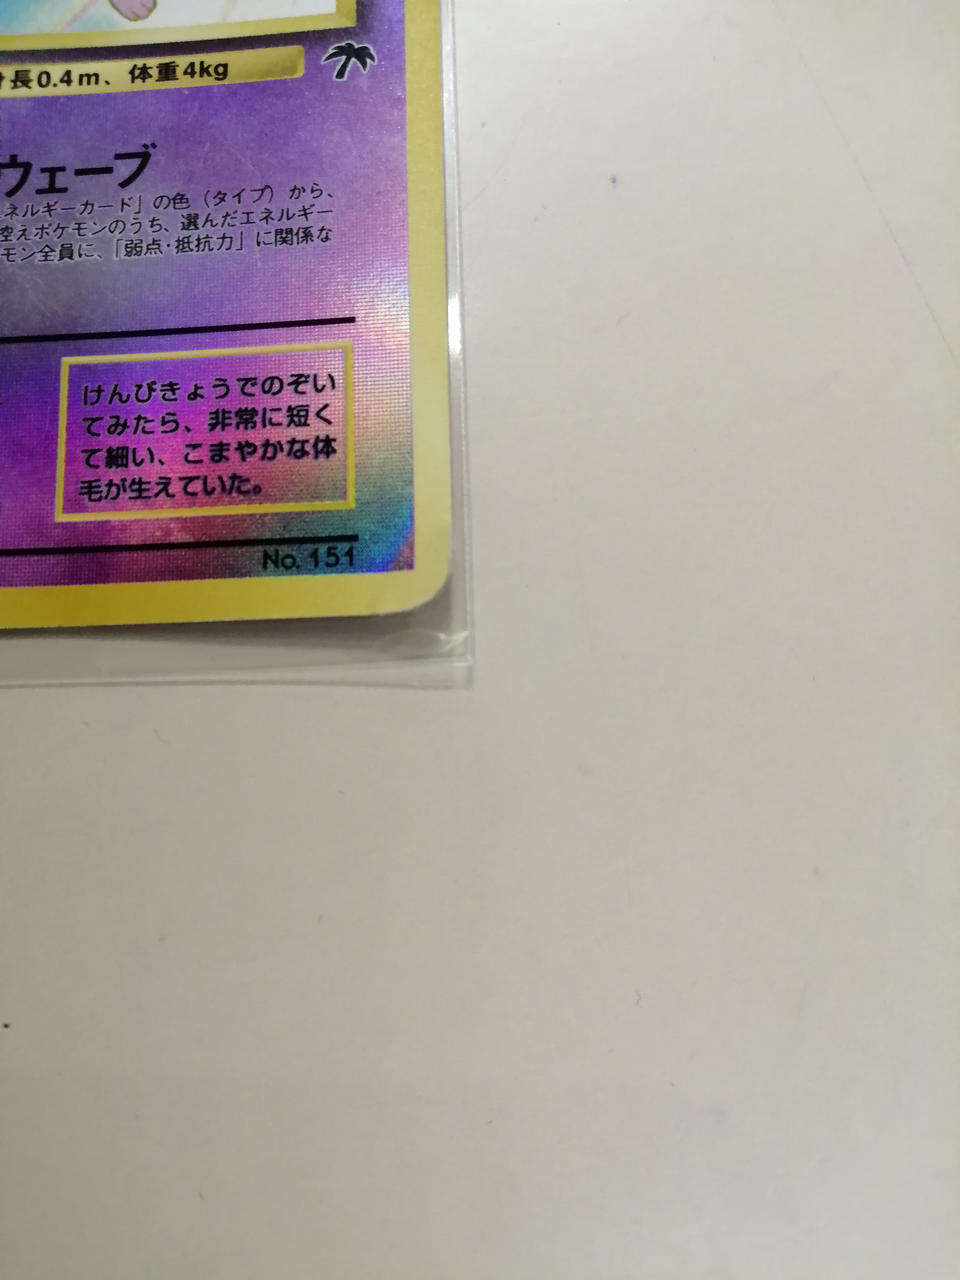 長0.4m、体重4kg
ウェーブ
ネルギーカード」の色（タイプ）から、
控えポケモンのうち、選んだエネルギー
モン全員に、「弱点・抵抗力」に関係な
けんびきょうでのぞい
てみたら、非常に短く
て細い、こまやかな体
毛が生えていた。
No. 151